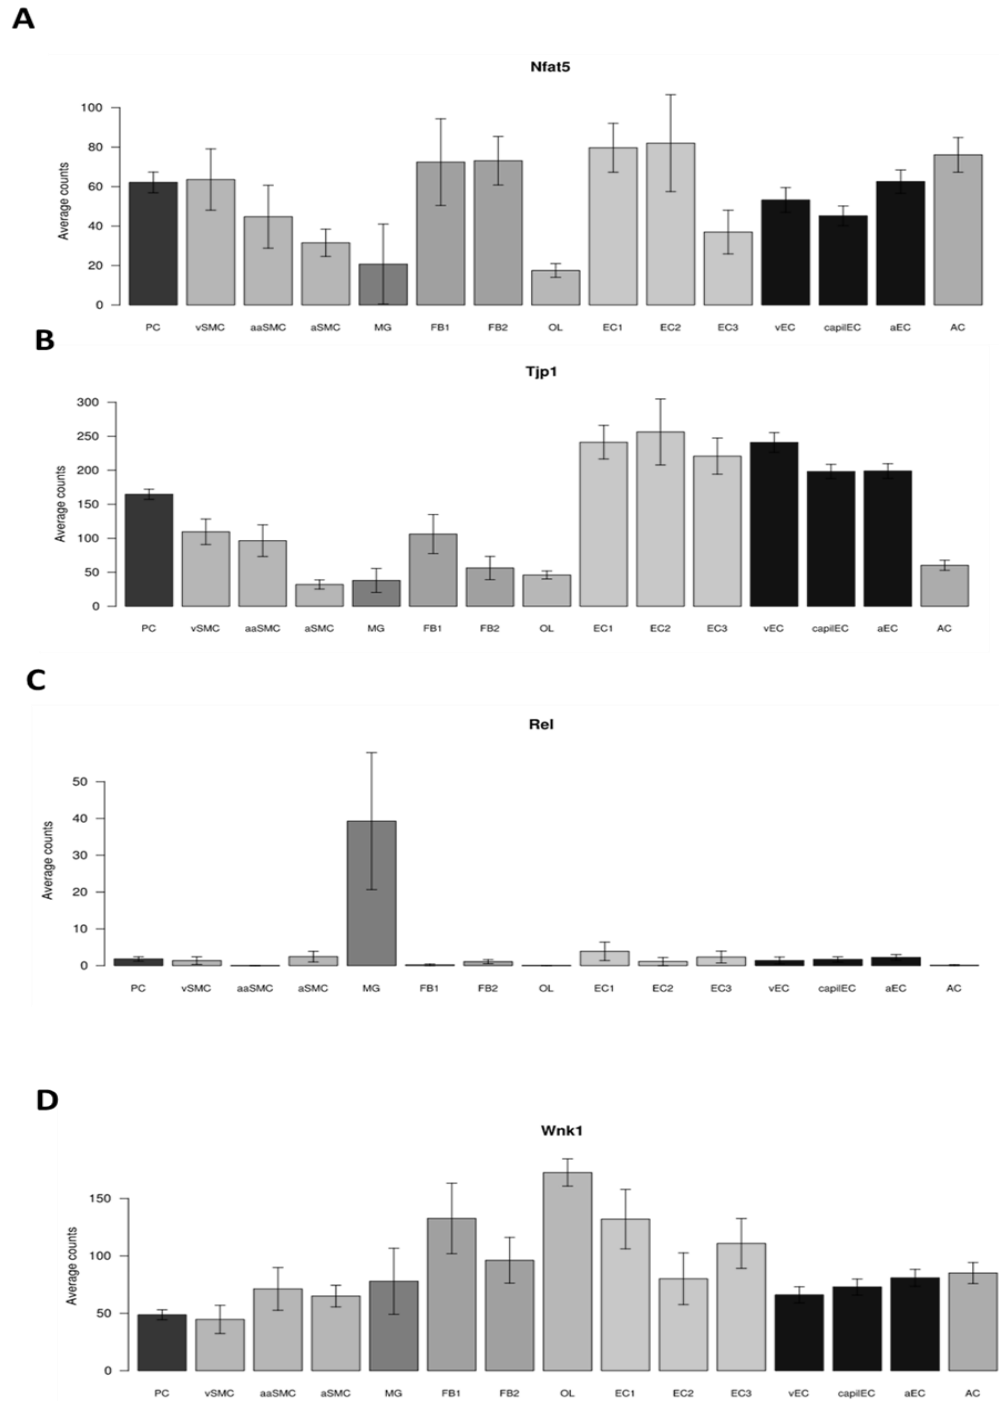 A
Nfat5
Average counts
100
80
60
40
20
0
PC vSMC aaSMC aSMC MG FB1 FB2 OL EC1 EC2 EC3 vEC capilEC aEC AC
B
Tjp1
Average counts
300
250
200
150
100
50
0
PC vSMC aaSMC aSMC MG FB1 FB2 OL EC1 EC2 EC3 vEC capilEC aEC AC
C
Rel
Average counts
50
40
30
20
10
0
PC vSMC aaSMC aSMC MG FB1 FB2 OL EC1 EC2 EC3 vEC capilEC aEC AC
D
Wnk1
Average counts
150
100
50
0
PC vSMC aaSMC aSMC MG FB1 FB2 OL EC1 EC2 EC3 vEC capilEC aEC AC